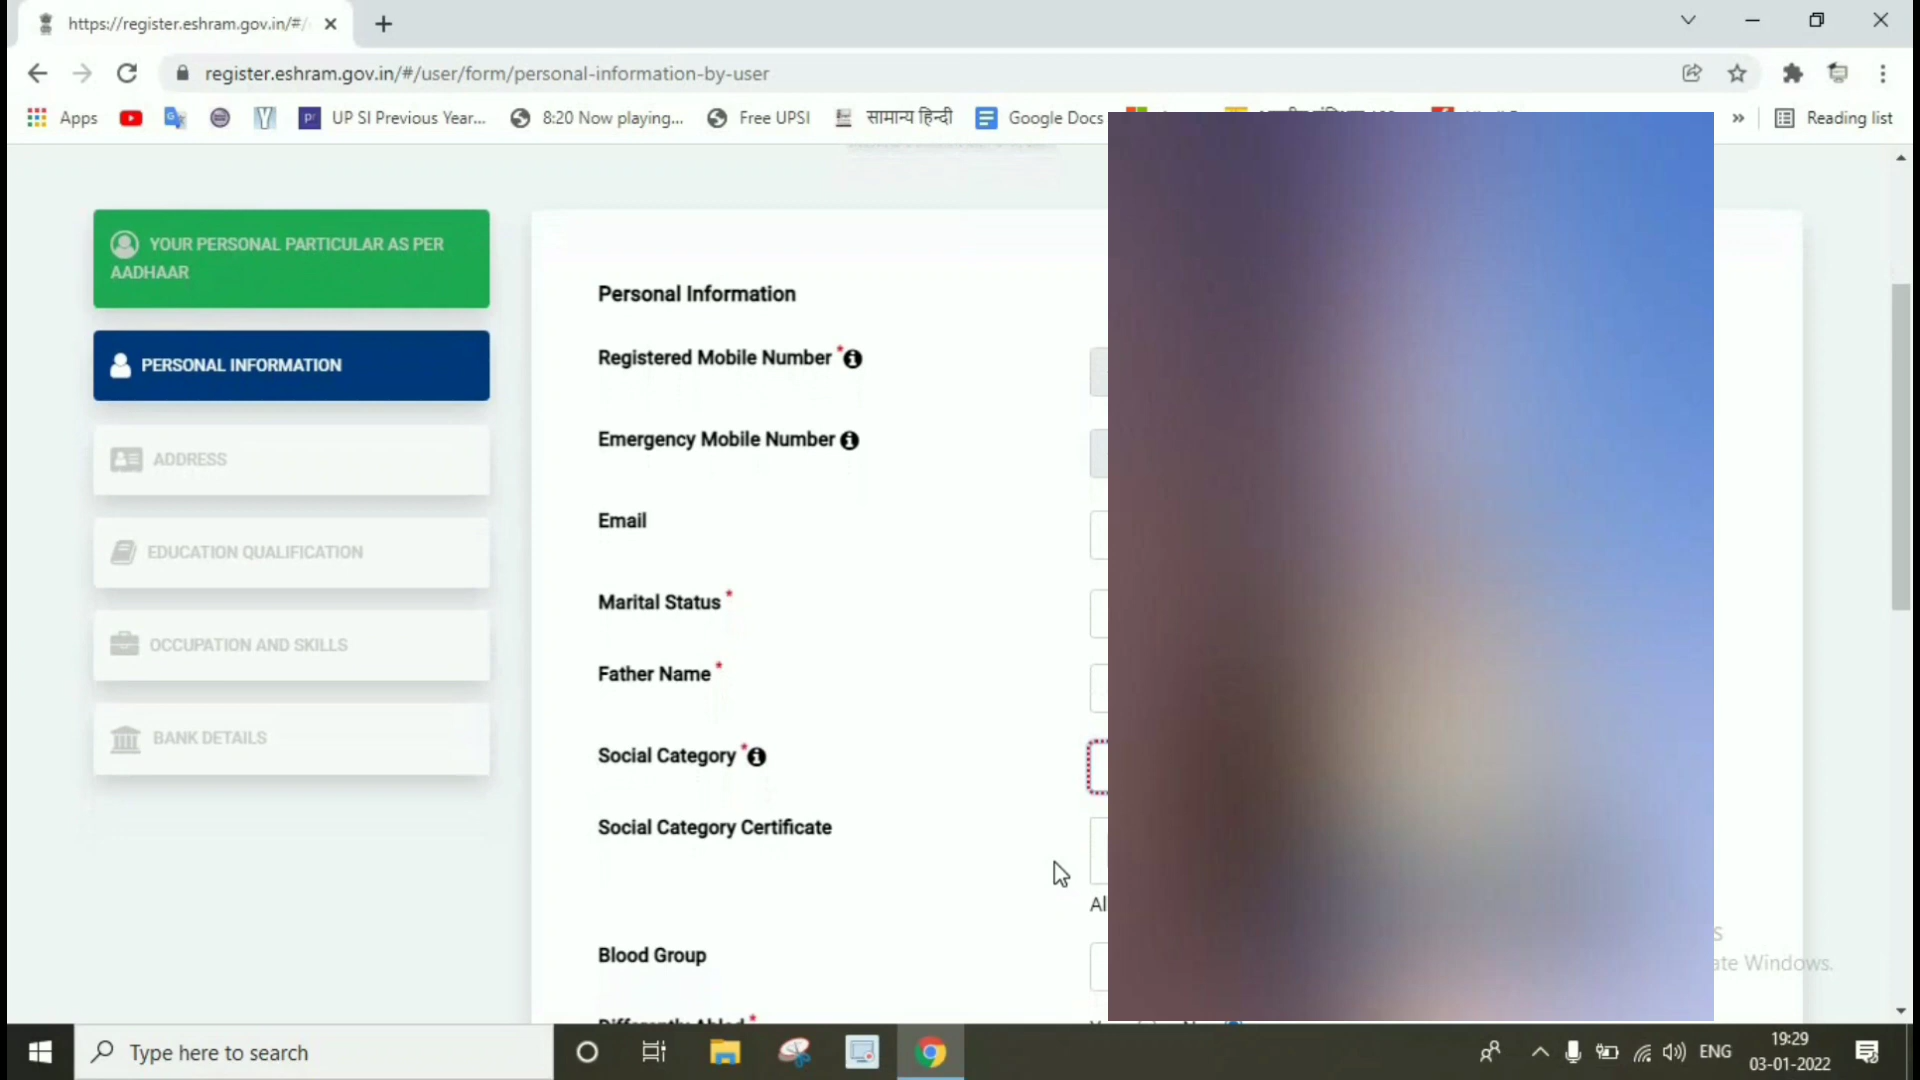 https://register.eshram.gov.in/#/
register.eshram.gov.in/#/user/form/personal-information-by-user
Apps
UP SI Previous Year...
8:20 Now playing...
Free UPSI
सामान्य हिन्दी
Google Docs
»
Reading list
YOUR PERSONAL PARTICULAR AS PER
AADHAAR
PERSONAL INFORMATION
ADDRESS
EDUCATION QUALIFICATION
OCCUPATION AND SKILLS
BANK DETAILS
Personal Information
Registered Mobile Number *
Emergency Mobile Number
Email
Marital Status *
Father Name *
Social Category *
Social Category Certificate
Al
Blood Group
Differently Abled *
s
ate Windows.
Type here to search
ENG
19:29
03-01-2022